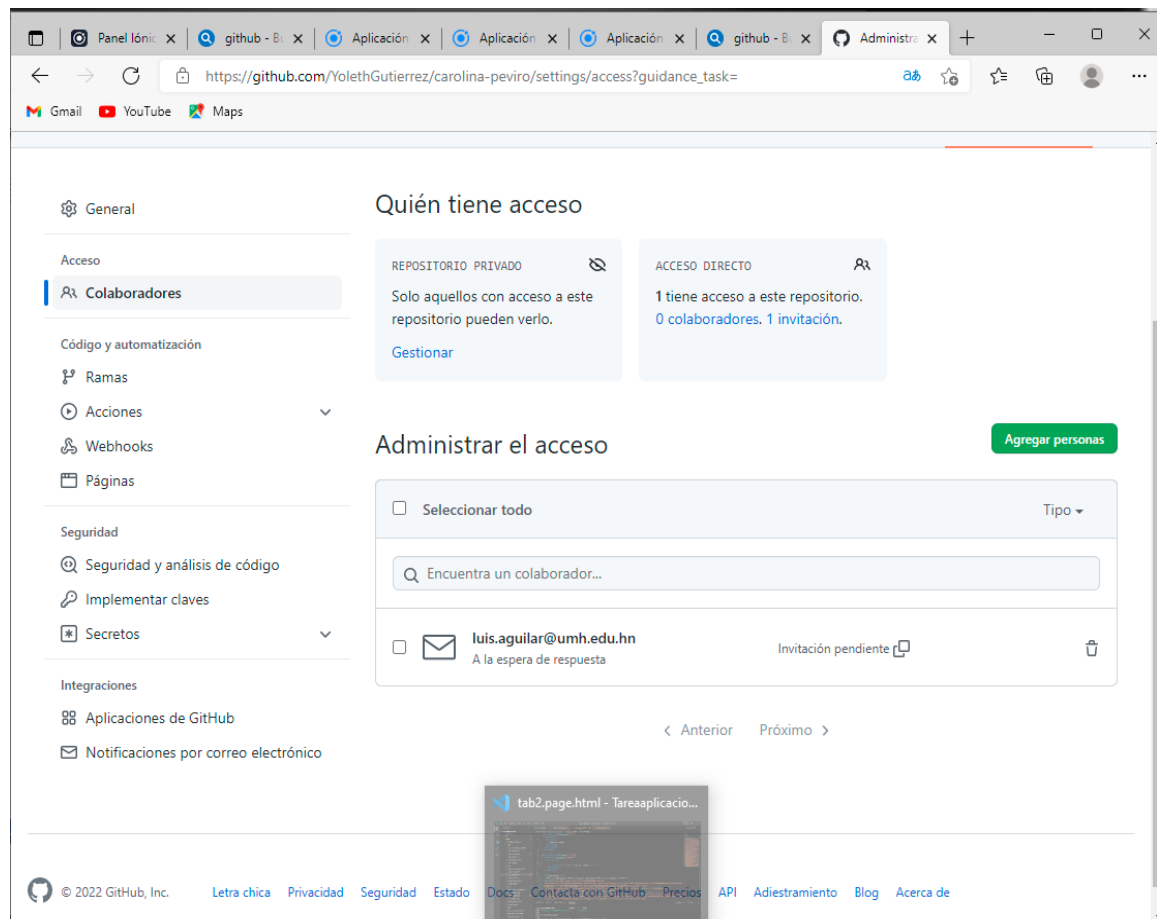 Panel Iónic
github - Bu
Aplicación
Aplicación
Aplicación
github - Bu
Administra
https://github.com/YolethGutierrez/carolina-peviro/settings/access?guidance_task=
Gmail YouTube Maps
General
Acceso
Colaboradores
Código y automatización
Ramas
Acciones
Webhooks
Páginas
Seguridad
Seguridad y análisis de código
Implementar claves
Secretos
Integraciones
Aplicaciones de GitHub
Notificaciones por correo electrónico
Quién tiene acceso
REPOSITORIO PRIVADO
Solo aquellos con acceso a este
repositorio pueden verlo.
Gestionar
ACCESO DIRECTO
1 tiene acceso a este repositorio.
0 colaboradores. 1 invitación.
Administrar el acceso
Agregar personas
Seleccionar todo
Tipo
Encuentra un colaborador...
luis.aguilar@umh.edu.hn
A la espera de respuesta
Invitación pendiente
Anterior Próximo
tab2.page.html - Tareaaplicacio...
© 2022 GitHub, Inc. Letra chica Privacidad Seguridad Estado Docs Contacta con GitHub Precios API Adiestramiento Blog Acerca de